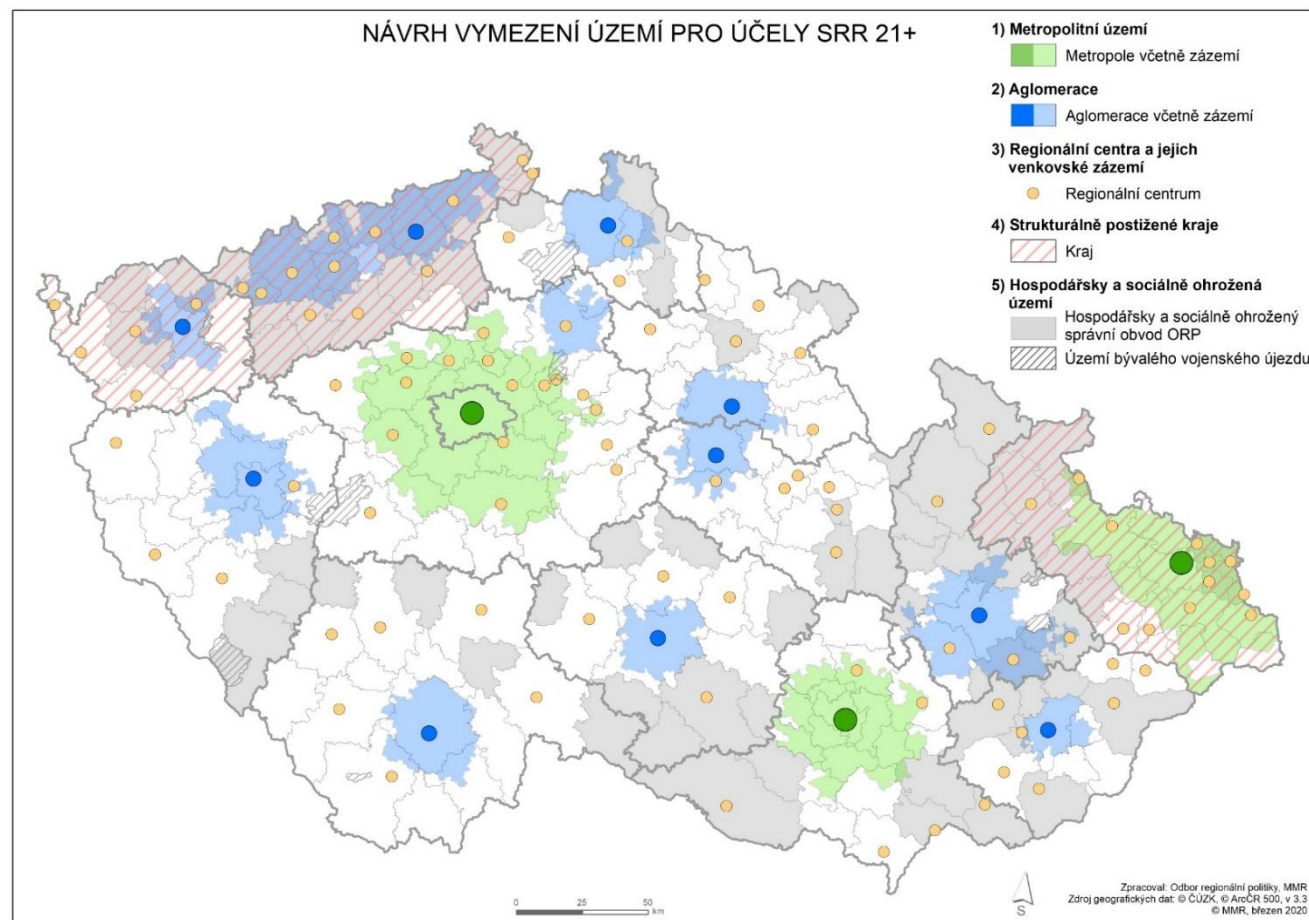 NÁVRH VYMEZENÍ ÚZEMÍ PRO ÚČELY SRR 21+
1) Metropolitní území
Metropole včetně zázemí
2) Aglomerace
Aglomerace včetně zázemí
3) Regionální centra a jejich
venkovské zázemí
Regionální centrum
4) Strukturálně postižené kraje
Kraj
5) Hospodářsky a sociálně ohrožená
území
Hospodářsky a sociálně ohrožený
správní obvod ORP
Území bývalého vojenského újezdu
0 25 50
km
S
Zpracoval: Odbor regionální politiky, MMR
Zdroj geografických dat: © ČÚZK, © ArcČR 500, v 3.3
© MMR, březen 2020